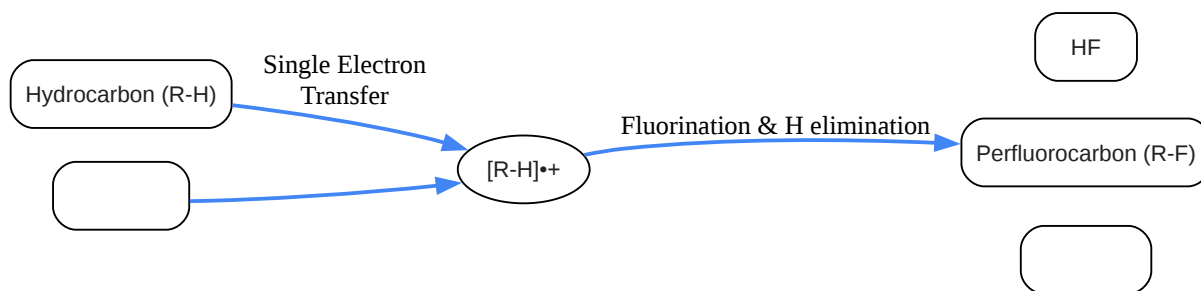 HF
Single Electron
Transfer
Hydrocarbon (R-H)
Fluorination & H elimination
Perfluorocarbon (R-F)
[R-H]•+